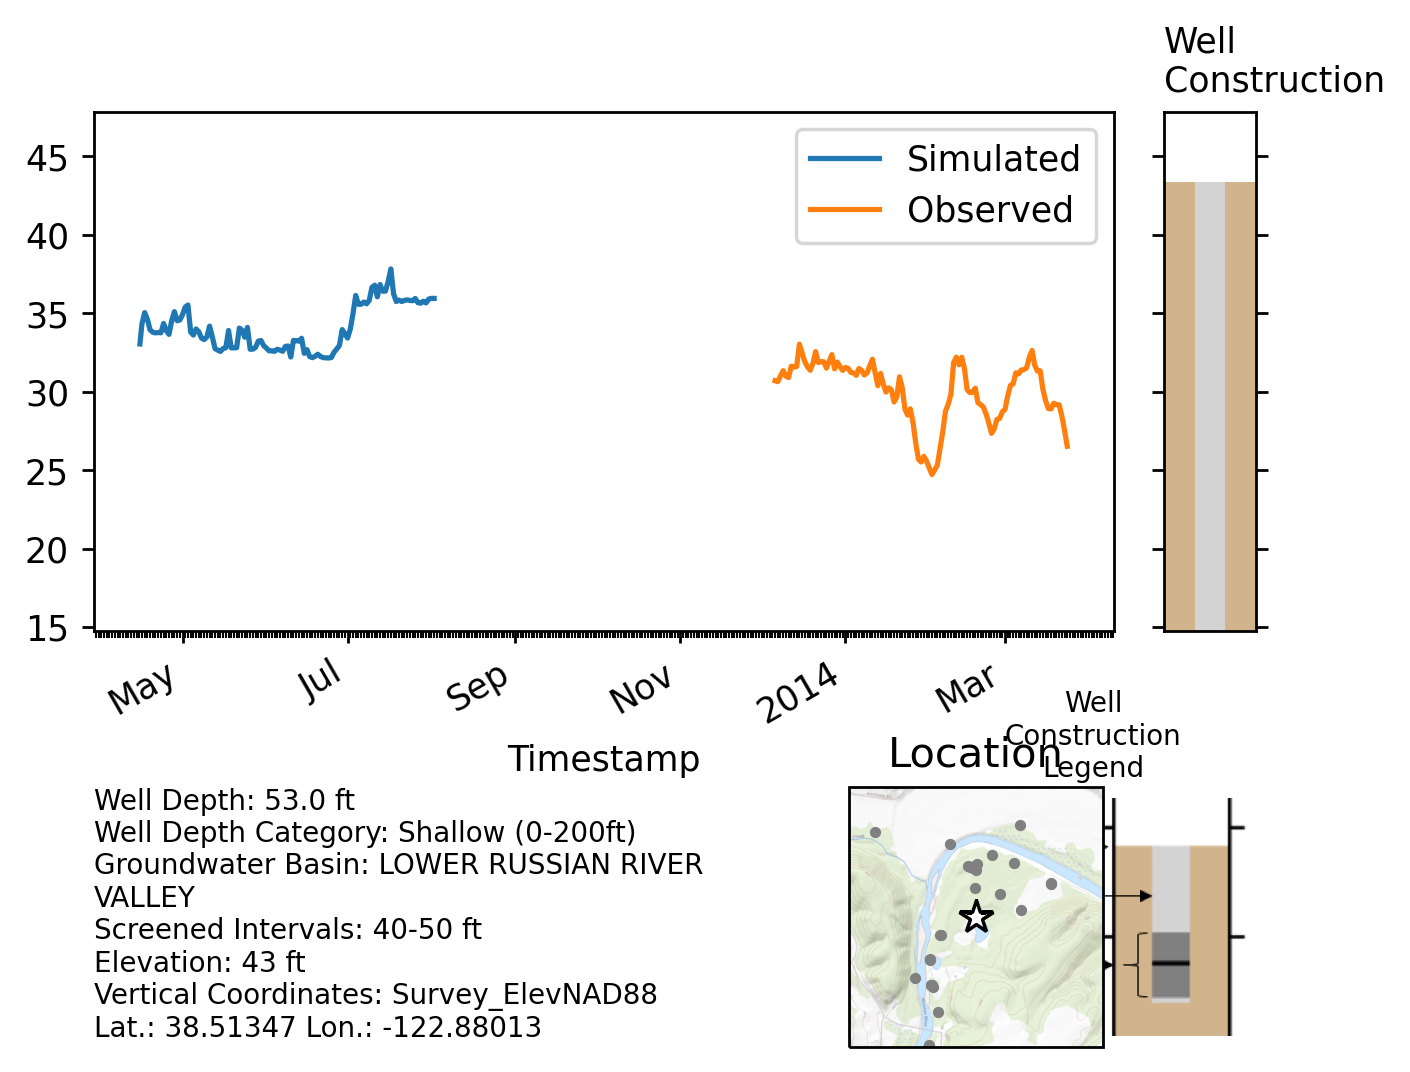 Well
Construction
Simulated
Observed
45
40
35
30
25
20
15
May
Jul
Sep
Nov
2014
Mar
Timestamp
Well
Construction
Legend
Location
Well Depth: 53.0 ft
Well Depth Category: Shallow (0-200ft)
Groundwater Basin: LOWER RUSSIAN RIVER
VALLEY
Screened Intervals: 40-50 ft
Elevation: 43 ft
Vertical Coordinates: Survey_ElevNAD88
Lat.: 38.51347 Lon.: -122.88013